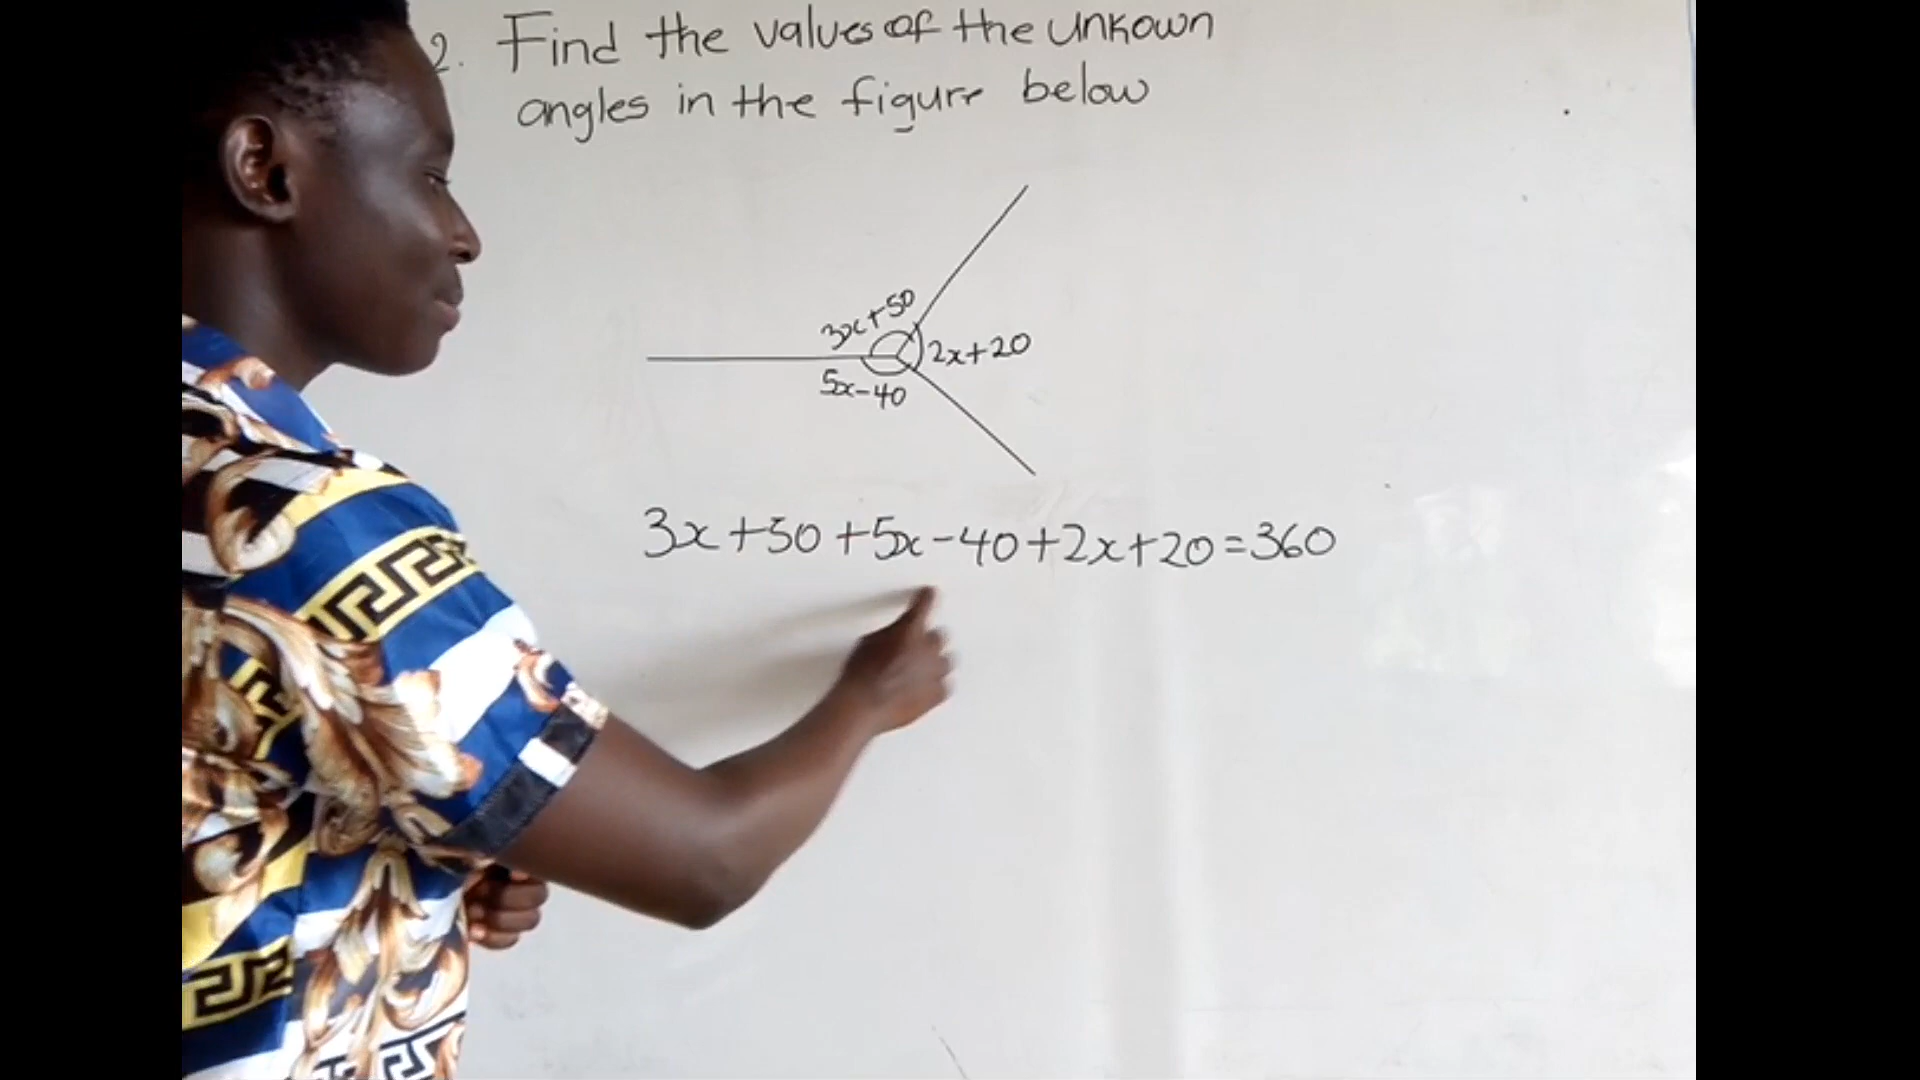 2. Find the values of the unkown
angles in the figure below
3x+50
2x+20
5x-40
3x+50+5x-40+2x+20=360